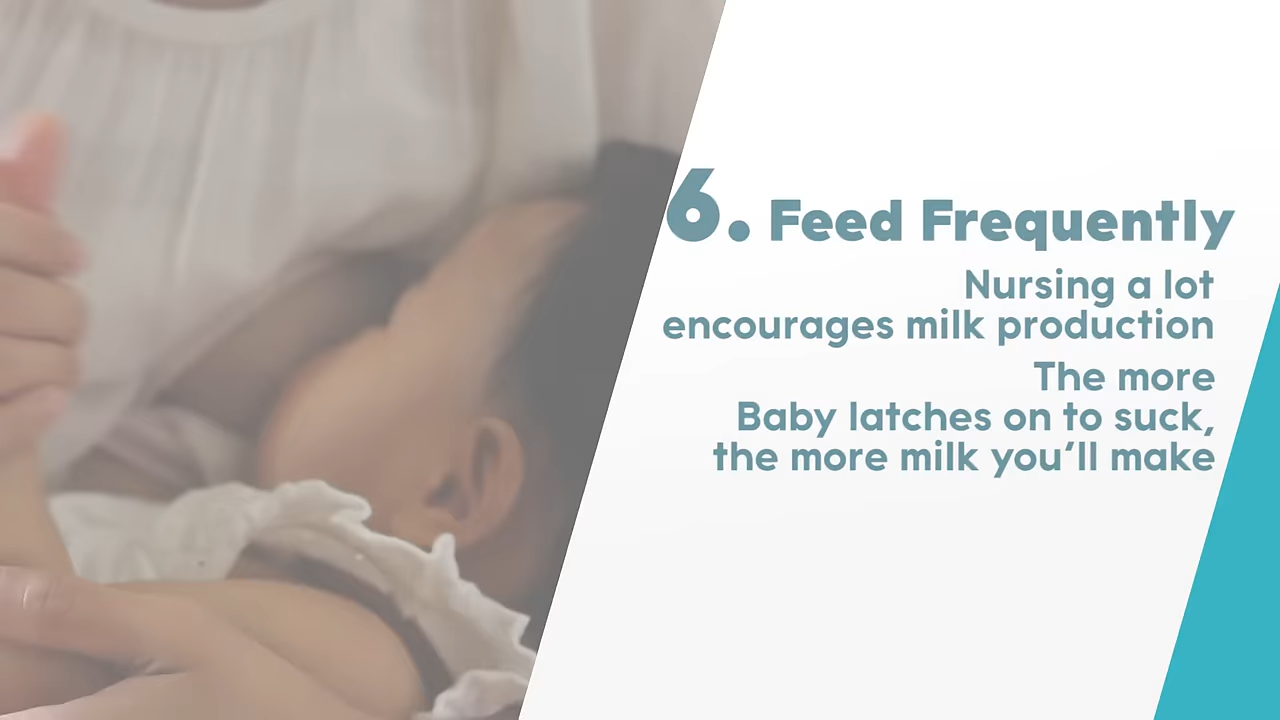 6. Feed Frequently
Nursing a lot
encourages milk production
The more
Baby latches on to suck,
the more milk you’ll make